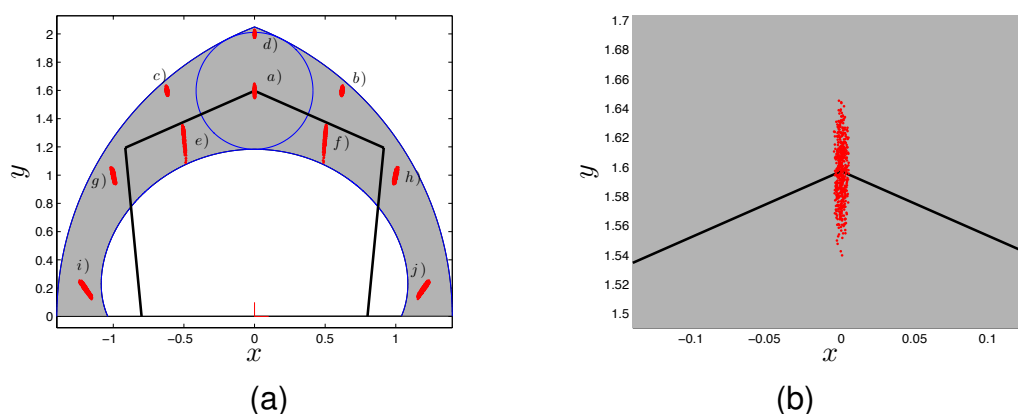 2
1.8
1.6
1.4
1.2
1
0.8
0.6
0.4
0.2
0
y
−1 −0.5 0 0.5 1
x
d)
c) a) b)
e) f)
g) h)
i) j)
(a)
1.7
1.68
1.66
1.64
1.62
1.6
1.56
1.54
1.52
1.5
y
−0.1 −0.05 0 0.05 0.1
x
(b)